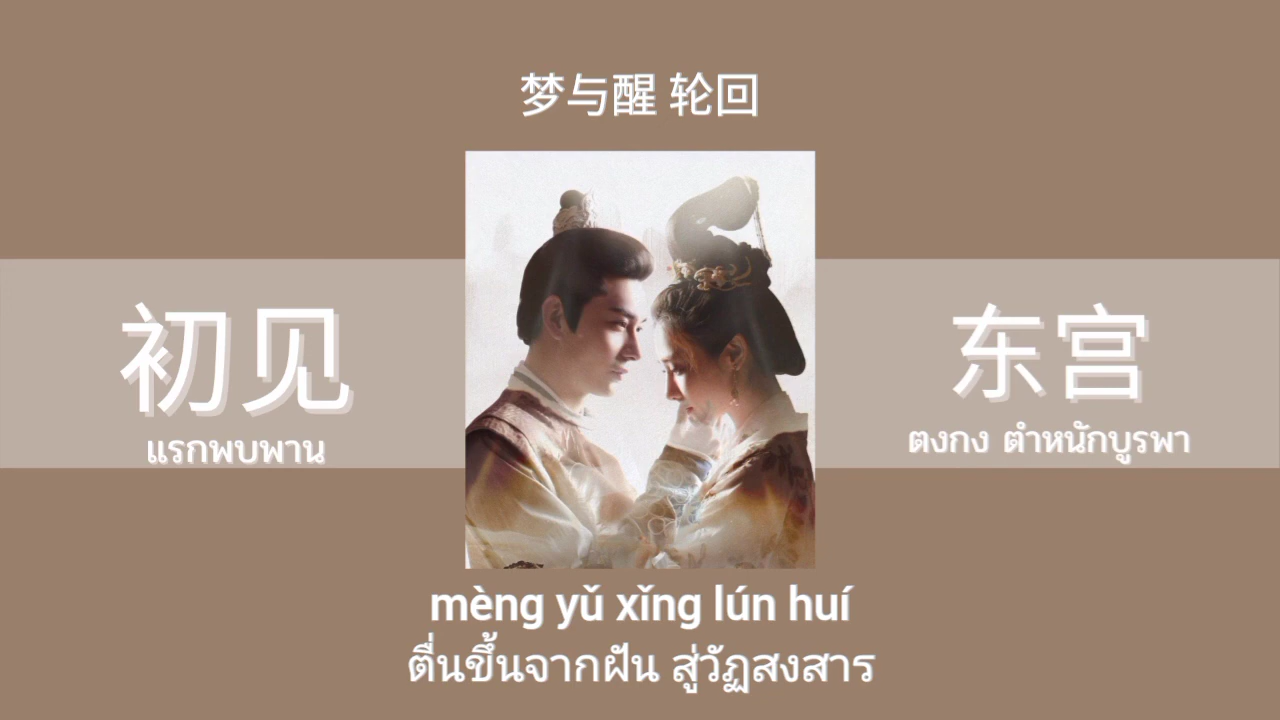 梦与醒 轮回
初见
แรกพบพาน
东宫
ตงกง ตำหนักบูรพา
mèng yǔ xǐng lún huí
ตื่นขึ้นจากฝัน สู่วัฏสงสาร